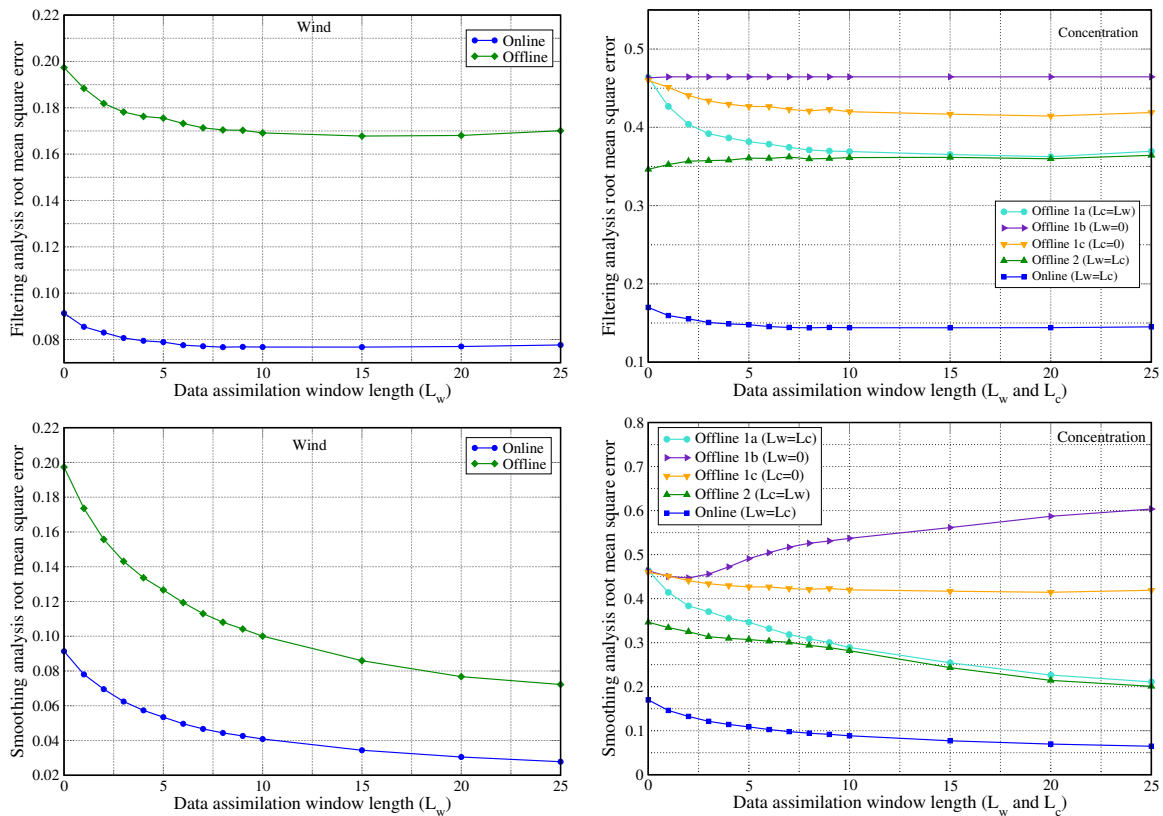 Wind
Online
Offline
0.22
0.20
0.18
0.16
0.14
0.12
0.10
0.08
0 5 10 15 20 25
Filtering analysis root mean square error
Data assimilation window length (L_w)
Concentration
0.5
0.4
0.3
0.2
0.1
Offline 1a (Lc=Lw)
Offline 1b (Lw=0)
Offline 1c (Lc=0)
Offline 2 (Lw=Lc)
Online (Lw=Lc)
0 5 10 15 20 25
Filtering analysis root mean square error
Data assimilation window length (L_w and L_c)
Wind
Online
Offline
0.22
0.20
0.18
0.16
0.14
0.12
0.10
0.08
0.06
0.04
0.02
0 5 10 15 20 25
Smoothing analysis root mean square error
Data assimilation window length (L_w)
Offline 1a (Lw=Lc)
Offline 1b (Lw=0)
Offline 1c (Lc=0)
Offline 2 (Lc=Lw)
Online (Lw=Lc)
Concentration
0.8
0.7
0.6
0.5
0.4
0.3
0.2
0.1
0
0 5 10 15 20 25
Smoothing analysis root mean square error
Data assimilation window length (L_w and L_c)